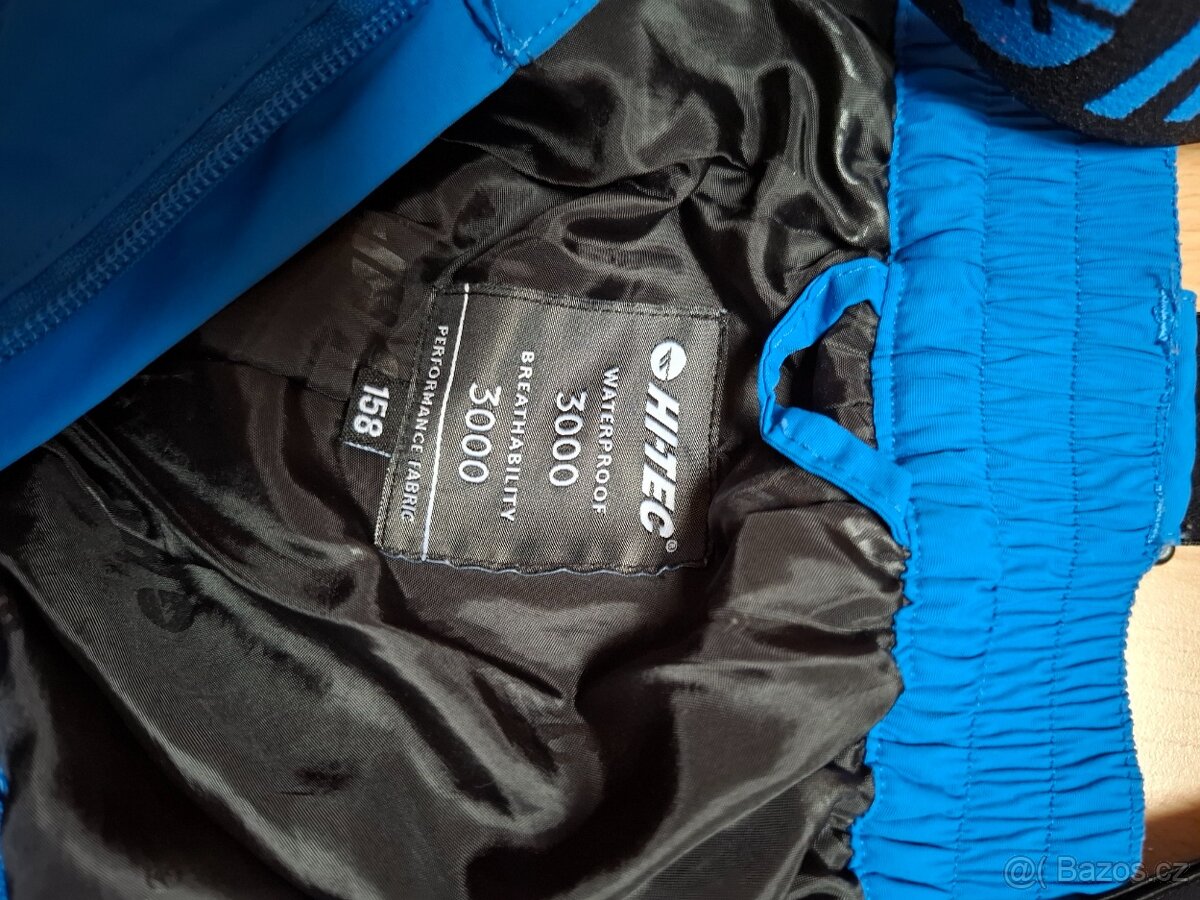 HI-TEC®
WATERPROOF
3000
BREATHABILITY
3000
PERFORMANCE FABRIC
158
@( Bazos.cz